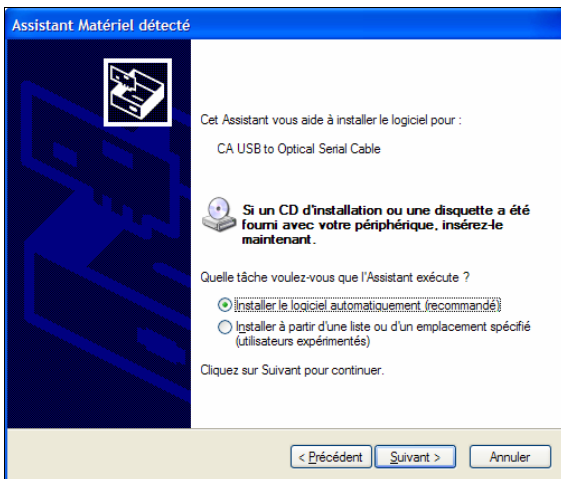 Assistant Matériel détecté
Cet Assistant vous aide à installer le logiciel pour :
CA USB to Optical Serial Cable
Si un CD d'installation ou une disquette a été
fourni avec votre périphérique, insérez-le
maintenant.
Quelle tâche voulez-vous que l'Assistant exécute ?
Installer le logiciel automatiquement (recommandé)
Installer à partir d'une liste ou d'un emplacement spécifié
(utilisateurs expérimentés)
Cliquez sur Suivant pour continuer.
< Précédent Suivant > Annuler